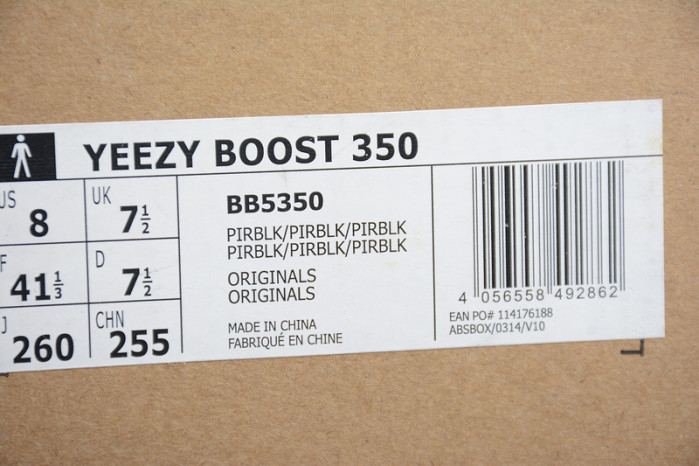 YEEZY BOOST 350
US 8 UK 7½
F 41⅓ D 7½
J 260 CHN 255
BB5350
PIRBLK/PIRBLK/PIRBLK
PIRBLK/PIRBLK/PIRBLK
ORIGINALS
ORIGINALS
MADE IN CHINA
FABRIQUÉ EN CHINE
4 056558 492862
EAN PO# 114176188
ABSBOX/0314/V10